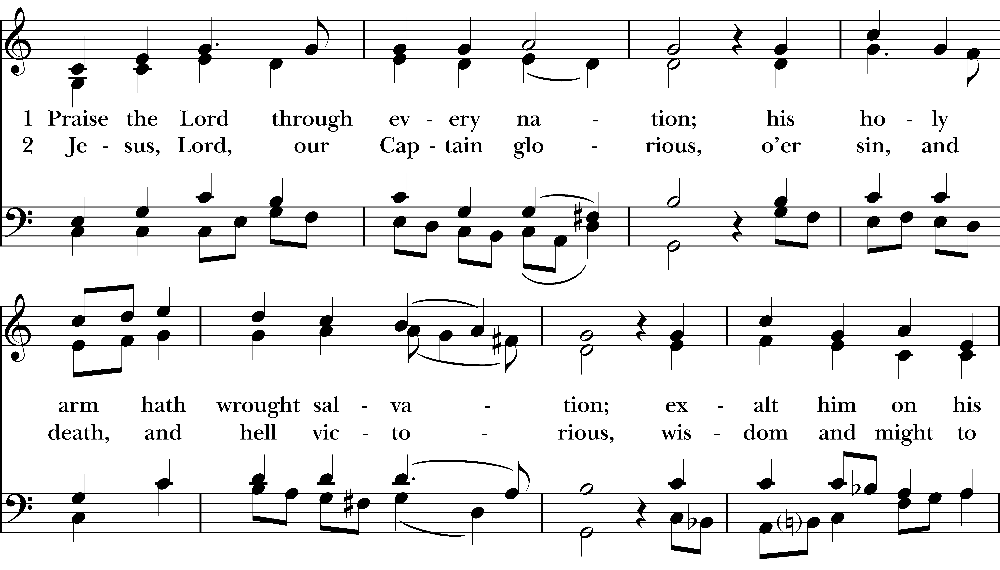 1 Praise the Lord through ev - ery na - tion; his ho - ly
2 Je - sus, Lord, our Cap - tain glo - rious, o’er sin, and
arm hath wrought sal - va - tion; ex - alt him on his
death, and hell vic - to - rious, wis - dom and might to